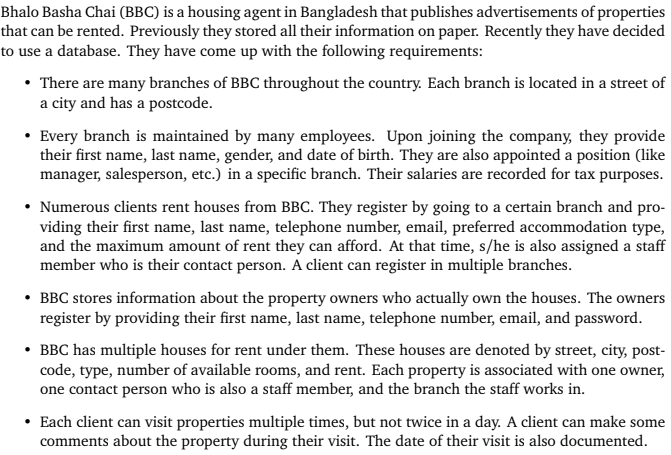 Bhalo Basha Chai (BBC) is a housing agent in Bangladesh that publishes advertisements of properties
that can be rented. Previously they stored all their information on paper. Recently they have decided
to use a database. They have come up with the following requirements:
• There are many branches of BBC throughout the country. Each branch is located in a street of
a city and has a postcode.
• Every branch is maintained by many employees. Upon joining the company, they provide
their first name, last name, gender, and date of birth. They are also appointed a position (like
manager, salesperson, etc.) in a specific branch. Their salaries are recorded for tax purposes.
• Numerous clients rent houses from BBC. They register by going to a certain branch and pro-
viding their first name, last name, telephone number, email, preferred accommodation type,
and the maximum amount of rent they can afford. At that time, s/he is also assigned a staff
member who is their contact person. A client can register in multiple branches.
• BBC stores information about the property owners who actually own the houses. The owners
register by providing their first name, last name, telephone number, email, and password.
• BBC has multiple houses for rent under them. These houses are denoted by street, city, post-
code, type, number of available rooms, and rent. Each property is associated with one owner,
one contact person who is also a staff member, and the branch the staff works in.
• Each client can visit properties multiple times, but not twice in a day. A client can make some
comments about the property during their visit. The date of their visit is also documented.